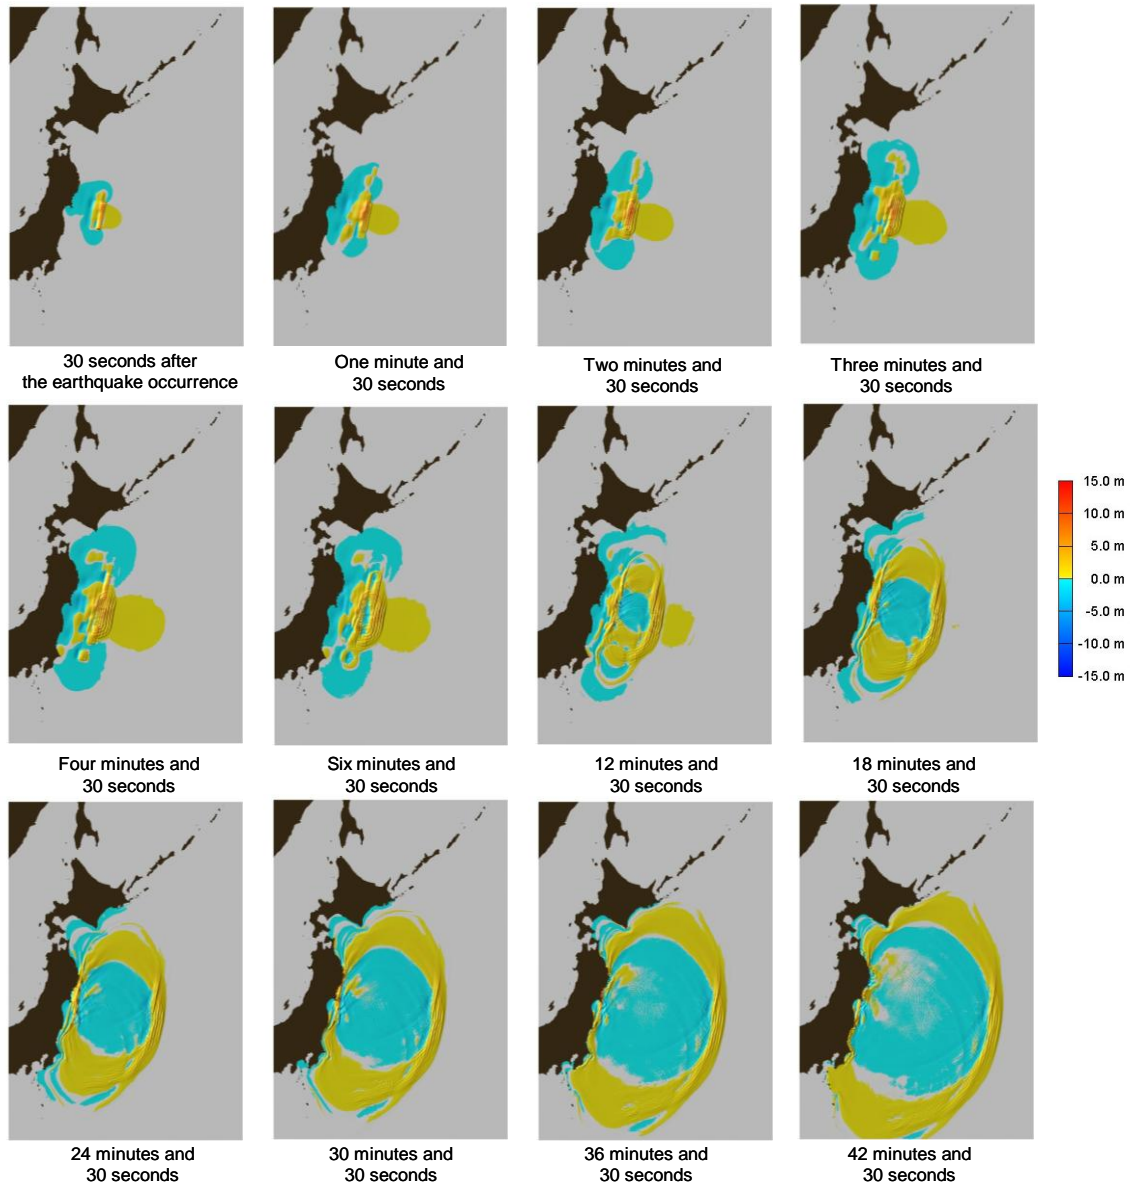 30 seconds after
the earthquake occurrence
One minute and
30 seconds
Two minutes and
30 seconds
Three minutes and
30 seconds
Four minutes and
30 seconds
Six minutes and
30 seconds
12 minutes and
30 seconds
18 minutes and
30 seconds
15.0 m
10.0 m
5.0 m
0.0 m
-5.0 m
-10.0 m
-15.0 m
24 minutes and
30 seconds
30 minutes and
30 seconds
36 minutes and
30 seconds
42 minutes and
30 seconds